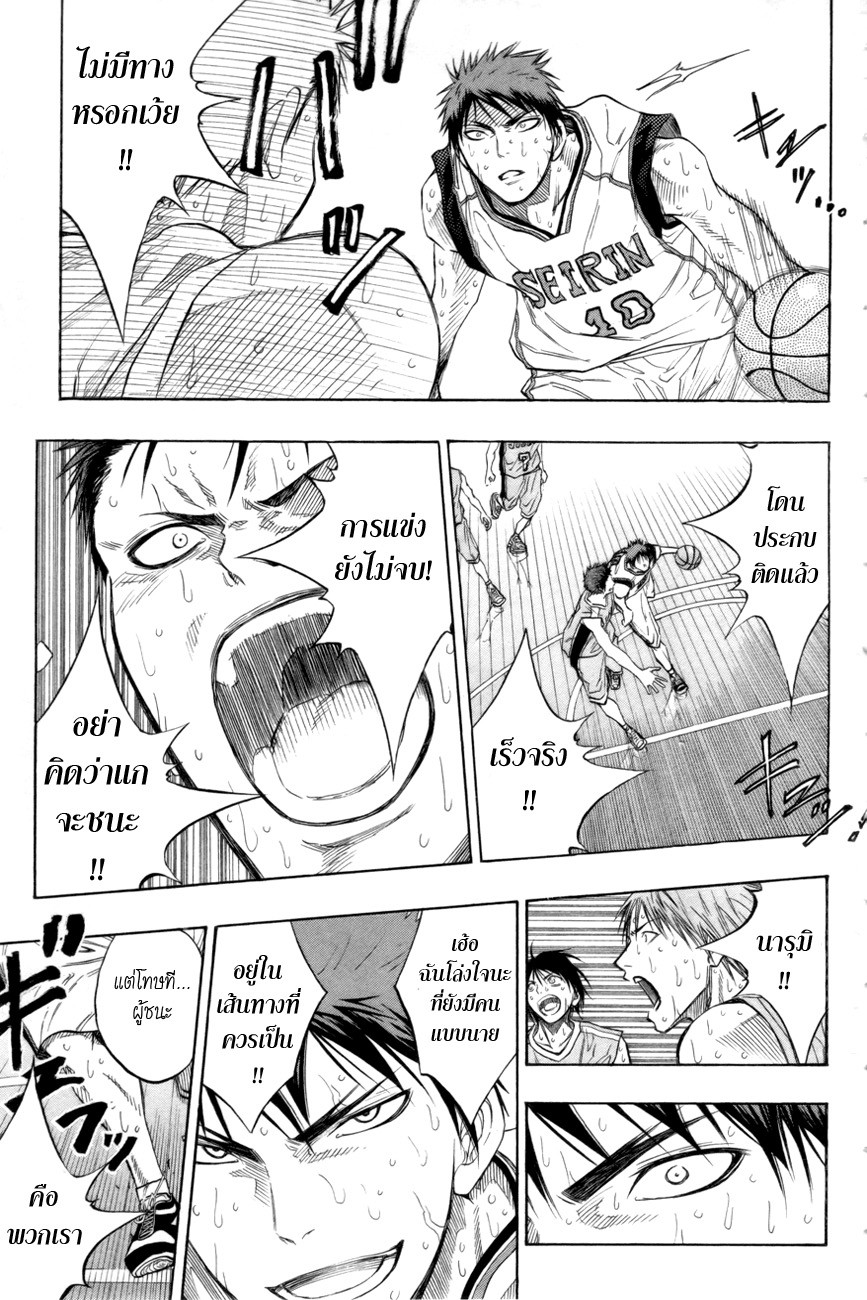 ไม่มีทาง
หรอกเว้ย
!!
SEIRIN
10
โดน
ประกบ
ติดแล้ว
เร็วจริง
!!
การแข่ง
ยังไม่จบ!
อย่า
คิดว่าแก
จะชนะ
!!
นารุมิ
!!
เฮ้อ
ฉันโล่งใจนะ
ที่ยังมีคน
แบบนาย
อยู่ใน
เส้นทางที่
ควรเป็น
!!
แต่โทษที...
ผู้ชนะ
คือ
พวกเรา